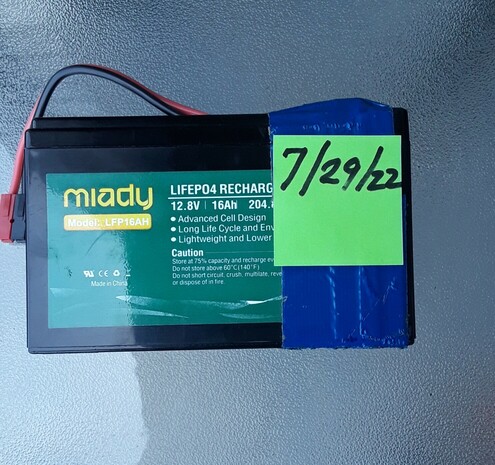 miady
Model: LFP16AH
LIFEPO4 RECHARG
12.8V | 16Ah 204.
• Advanced Cell Design
• Long Life Cycle and Env
• Lightweight and Lower
Caution
Store at 75% capacity and recharge eve
Do not store above 60°C(140°F)
Do not short circuit, crush, multilate, reve
or dispose of in fire
Made in China
7/29/22